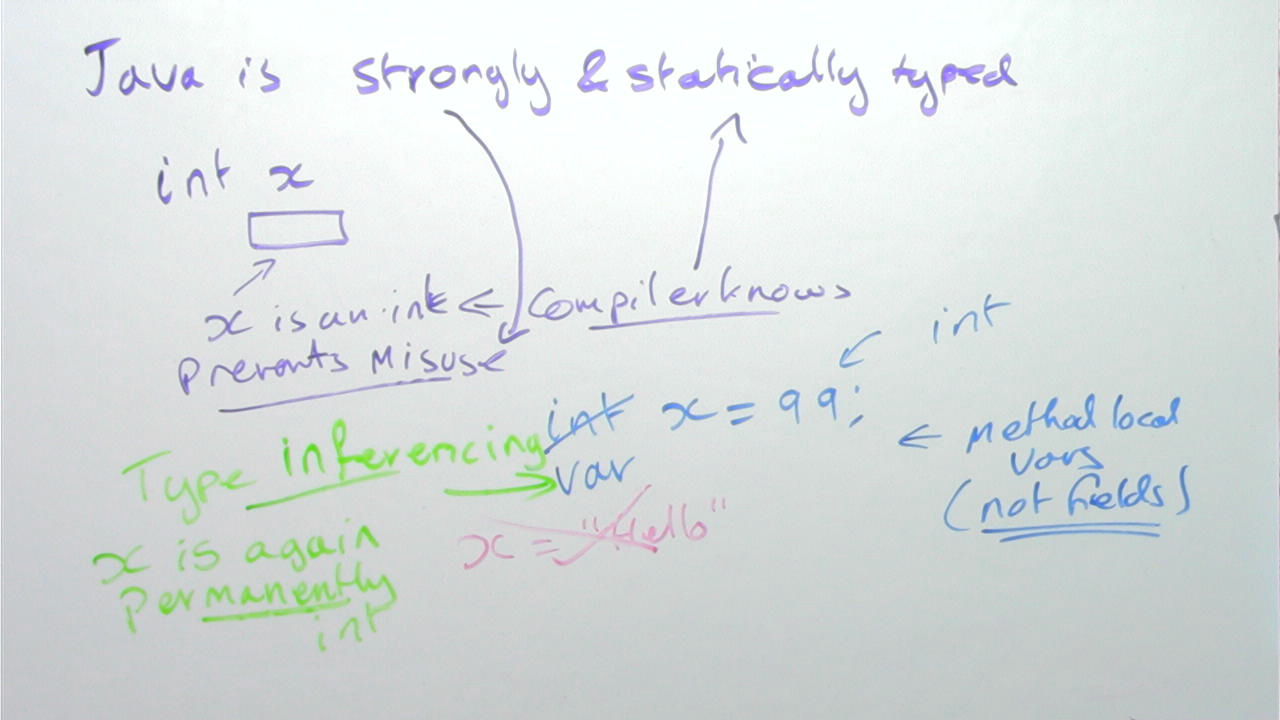 Java is strongly & statically typed
int x
x is an int ← Compiler knows
Prevents Misuse
int
int x = 99;
← Method local
vars
(not fields)
Type inferencing → var
x = "Hello"
x is again
Permanently
int